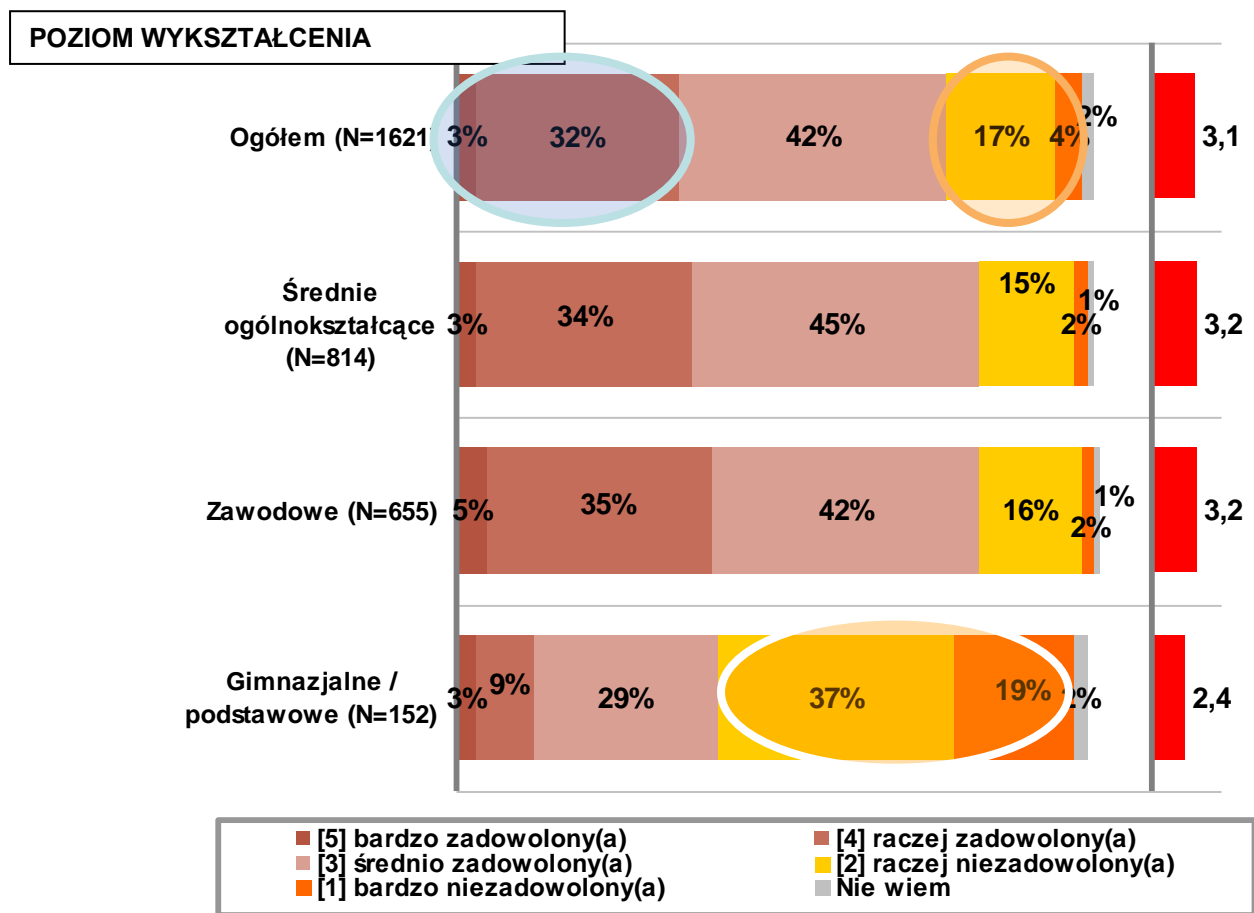 POZIOM WYKSZTAŁCENIA
Ogółem (N=1621) 3% 32% 42% 17% 4% 2% 3,1
Średnie
ogólnokształcące
(N=814)
3% 34% 45% 15% 2% 1% 3,2
Zawodowe (N=655) 5% 35% 42% 16% 2% 1% 3,2
Gimnazjalne /
podstawowe (N=152)
3% 9% 29% 37% 19% 2% 2,4
[5] bardzo zadowolony(a) [4] raczej zadowolony(a)
[3] średnio zadowolony(a) [2] raczej niezadowolony(a)
[1] bardzo niezadowolony(a) Nie wiem